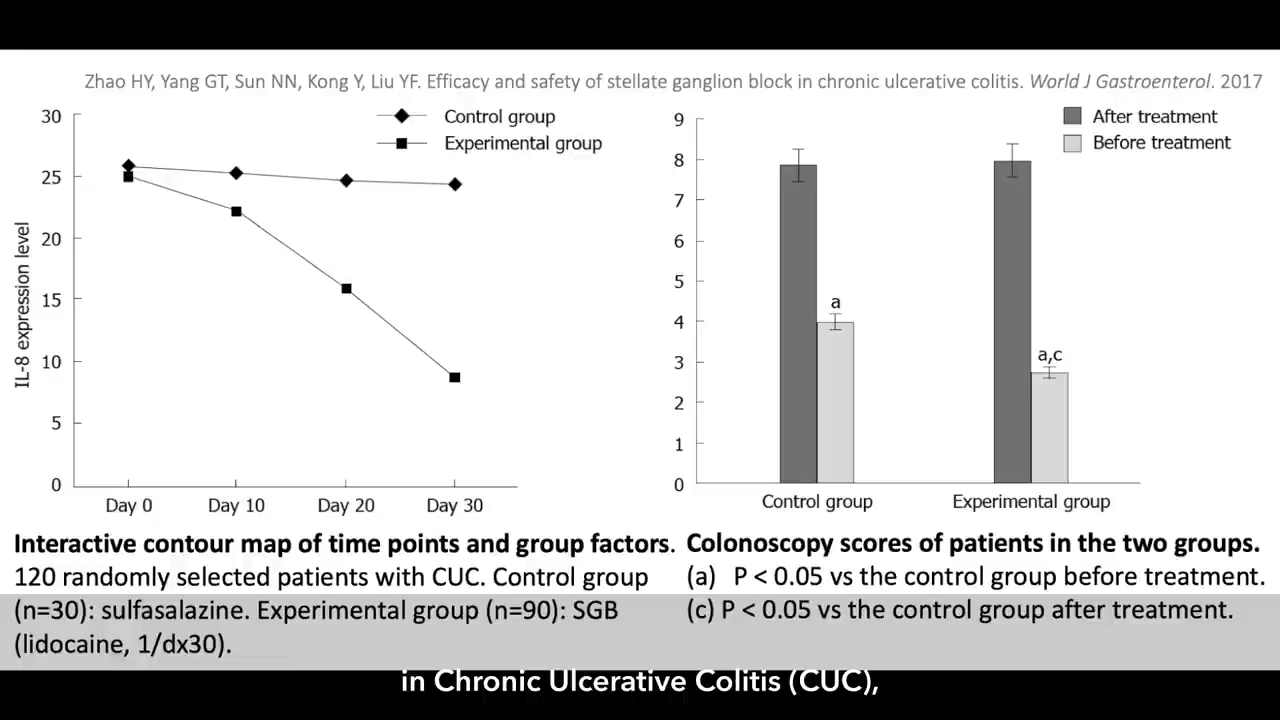 Zhao HY, Yang GT, Sun NN, Kong Y, Liu YF. Efficacy and safety of stellate ganglion block in chronic ulcerative colitis. World J Gastroenterol. 2017
30
25
20
15
10
5
0
IL-8 expression level
Control group
Experimental group
Day 0
Day 10
Day 20
Day 30
9
8
7
6
5
4
3
2
1
0
After treatment
Before treatment
a
a,c
Control group
Experimental group
Interactive contour map of time points and group factors.
120 randomly selected patients with CUC. Control group
(n=30): sulfasalazine. Experimental group (n=90): SGB
(lidocaine, 1/dx30).
Colonoscopy scores of patients in the two groups.
(a) P < 0.05 vs the control group before treatment.
(c) P < 0.05 vs the control group after treatment.
in Chronic Ulcerative Colitis (CUC),